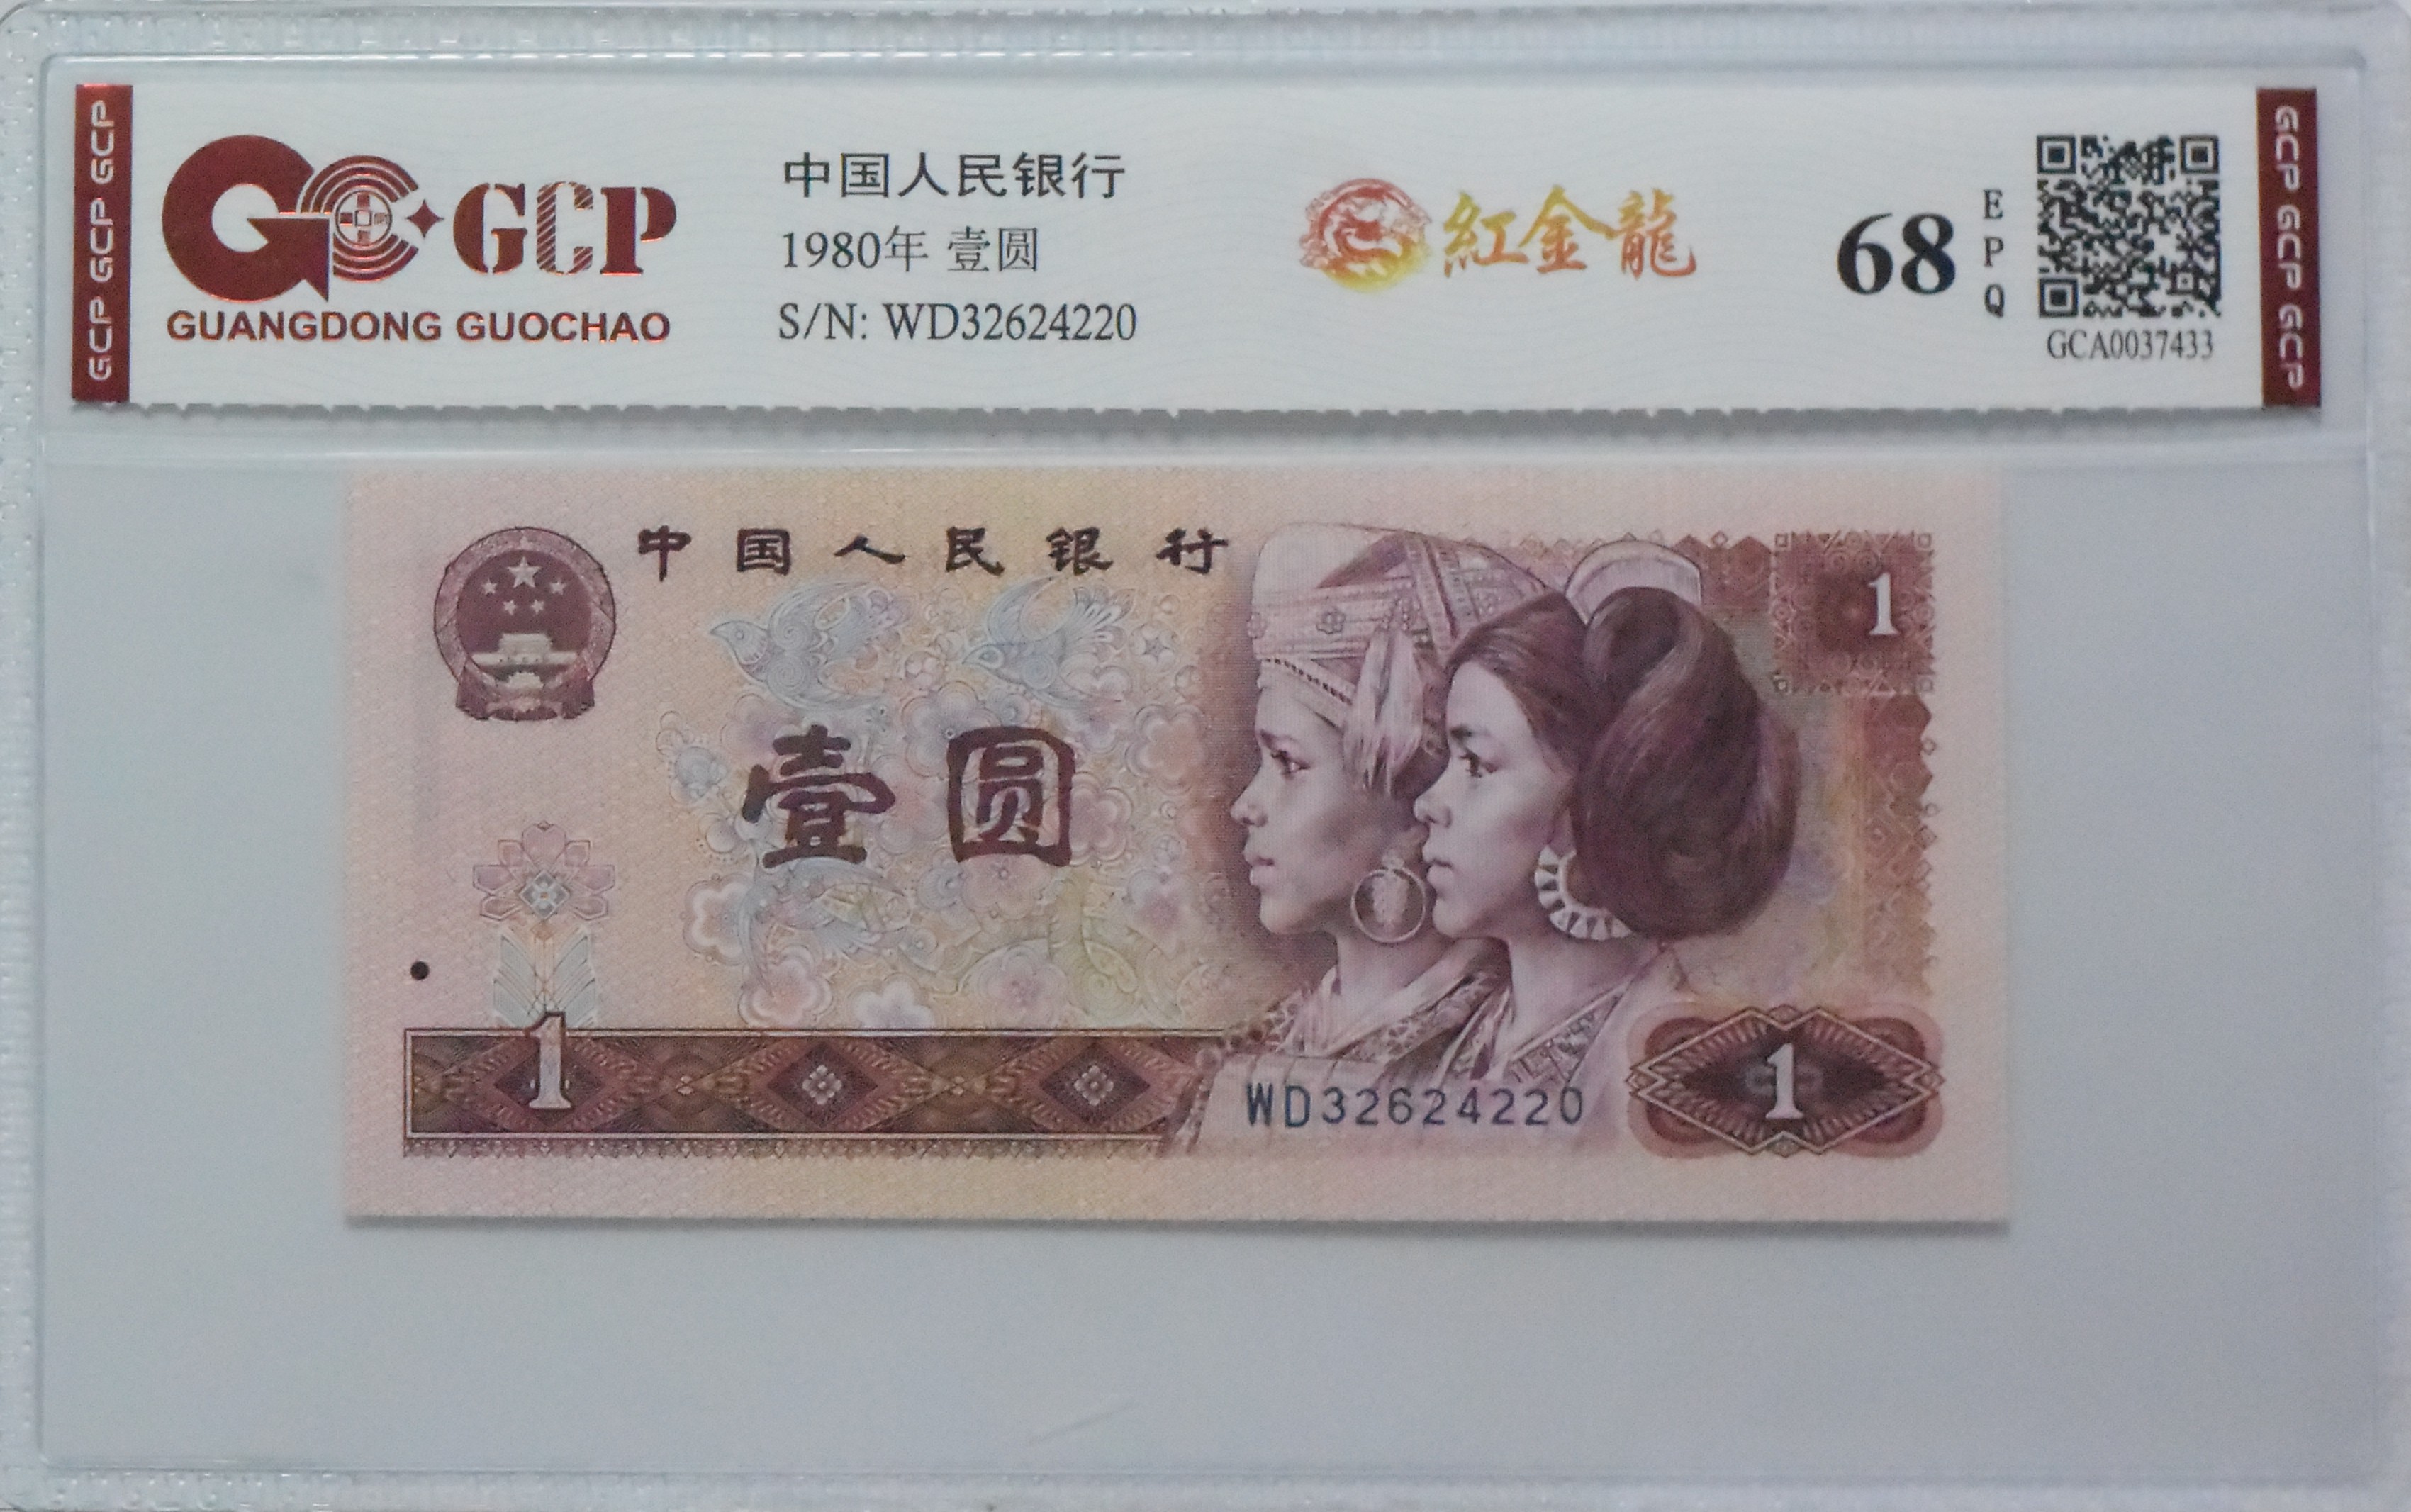 GCP GCP GCP
GCP
GUANGDONG GUOCHAO
中国人民银行
1980年 壹圆
S/N: WD32624220
紅金龍
68
E
P
Q
GCA0037433
GCP GCP GCP
中国人民银行
1
壹圆
1
WD32624220
1